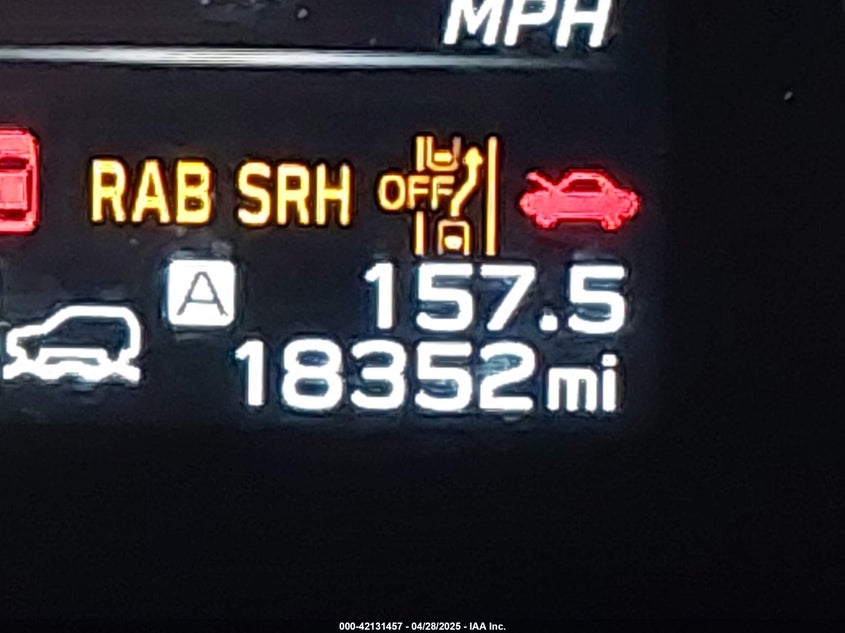 MPH
RAB SRH OFF
A 157.5
18352mi
000-42131457 - 04/28/2025 - IAA Inc.